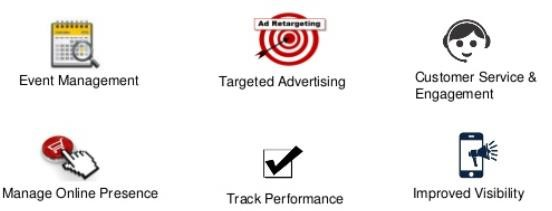 Ad Retargeting
Event Management
Targeted Advertising
Customer Service &
Engagement
Manage Online Presence
Track Performance
Improved Visibility